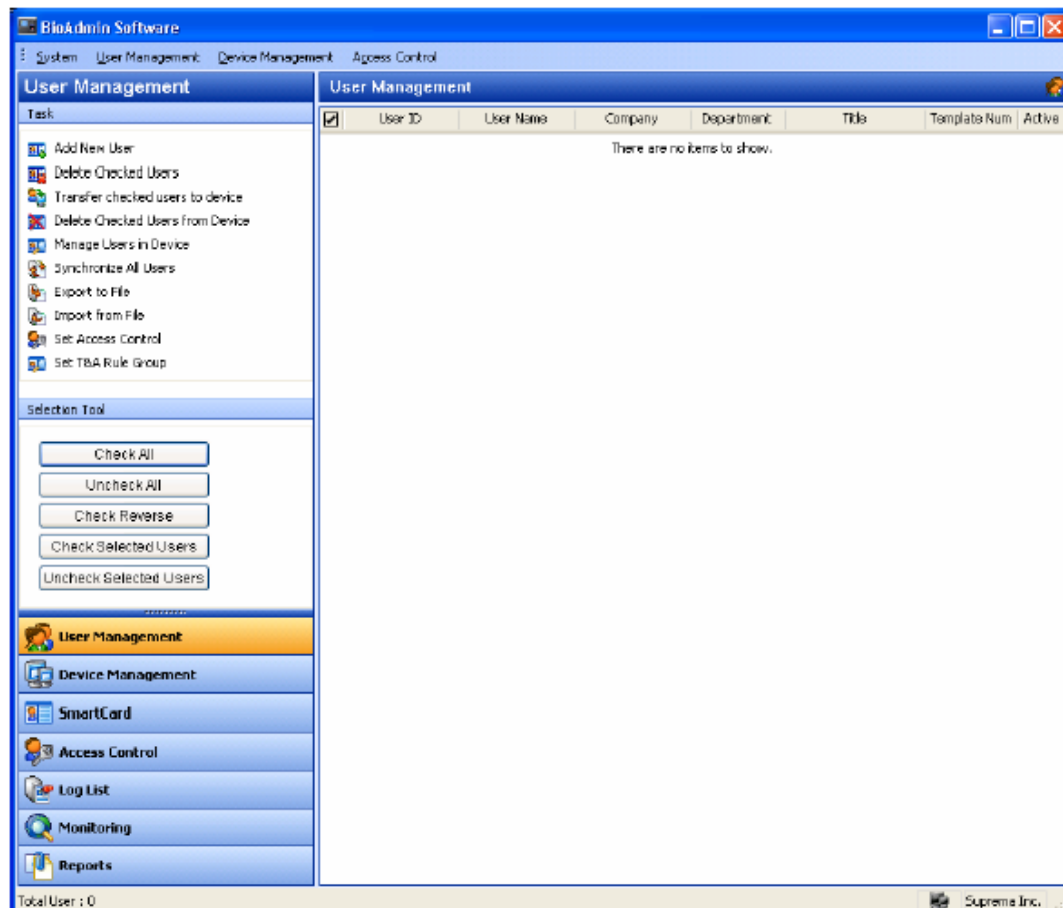 BioAdmin Software
System User Management Device Management Access Control
User Management
Task
Add New User
Delete Checked Users
Transfer checked users to device
Delete Checked Users from Device
Manage Users in Device
Synchronize All Users
Export to File
Import from File
Set Access Control
Set T&A Rule Group
Selection Tool
Check All
Uncheck All
Check Reverse
Check Selected Users
Uncheck Selected Users
User Management
Device Management
SmartCard
Access Control
Log List
Monitoring
Reports
User Management
User ID User Name Company Department Title Template Num Active
There are no items to show.
Total User : 0
Suprema Inc.